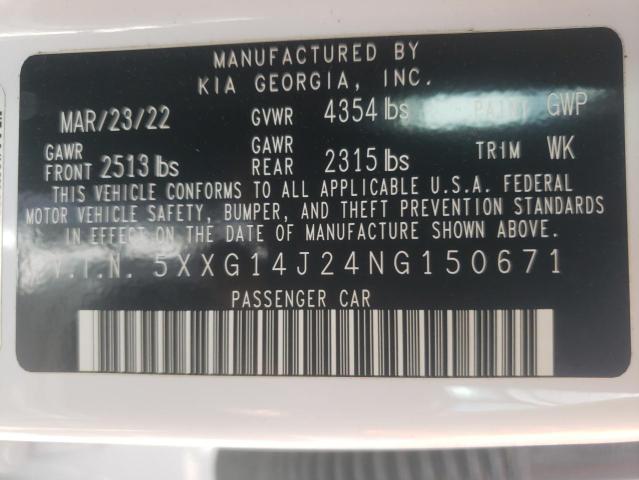 MANUFACTURED BY
KIA GEORGIA, INC.
MAR/23/22 GVWR 4354 lbs PAINT GWP
GAWR FRONT 2513 lbs GAWR REAR 2315 lbs TRIM WK
THIS VEHICLE CONFORMS TO ALL APPLICABLE U.S.A. FEDERAL
MOTOR VEHICLE SAFETY, BUMPER, AND THEFT PREVENTION STANDARDS
IN EFFECT ON THE DATE OF MANUFACTURE SHOWN ABOVE.
V.I.N. 5XXG14J24NG150671
PASSENGER CAR